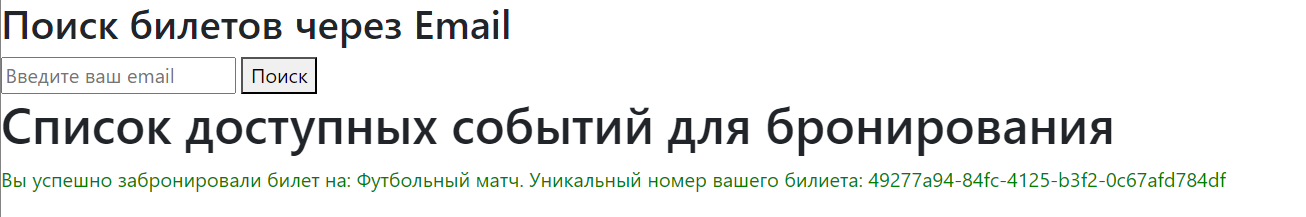 Поиск билетов через Email
Введите ваш email Поиск
Список доступных событий для бронирования
Вы успешно забронировали билет на: Футбольный матч. Уникальный номер вашего билиета: 49277a94-84fc-4125-b3f2-0c67afd784df